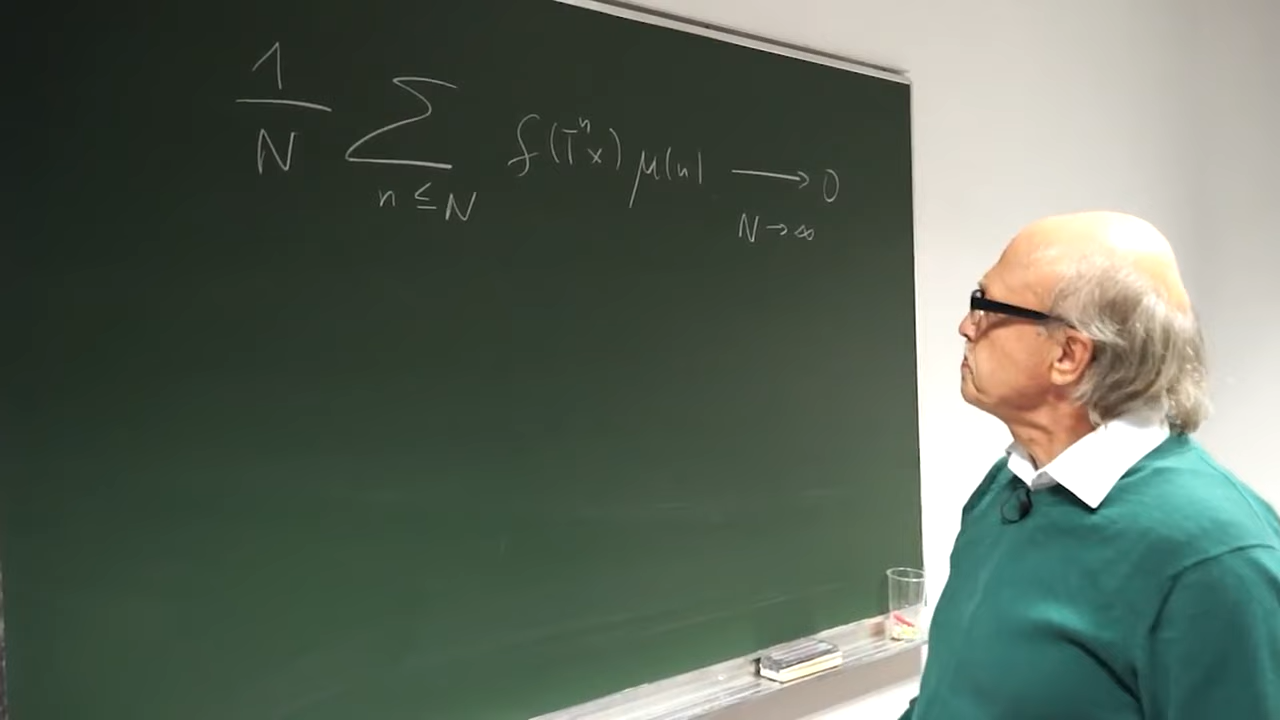 1/N ∑ f(Tⁿx) μ(n) ⟶ 0
n ≤ N N → ∞